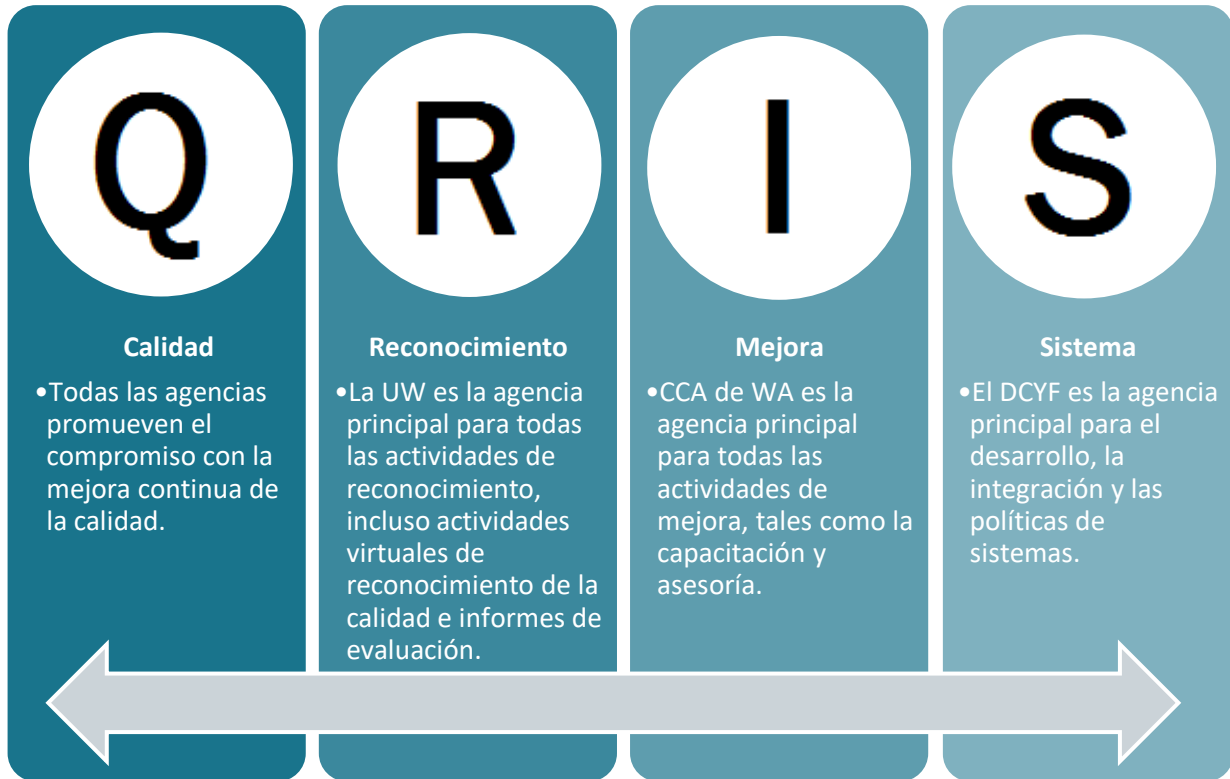 Q
Calidad
•Todas las agencias
promueven el
compromiso con la
mejora continua de
la calidad.
R
Reconocimiento
•La UW es la agencia
principal para todas
las actividades de
reconocimiento,
incluso actividades
virtuales de
reconocimiento de la
calidad e informes de
evaluación.
I
Mejora
•CCA de WA es la
agencia principal
para todas las
actividades de
mejora, tales como la
capacitación y
asesoría.
S
Sistema
•El DCYF es la agencia
principal para el
desarrollo, la
integración y las
políticas de
sistemas.